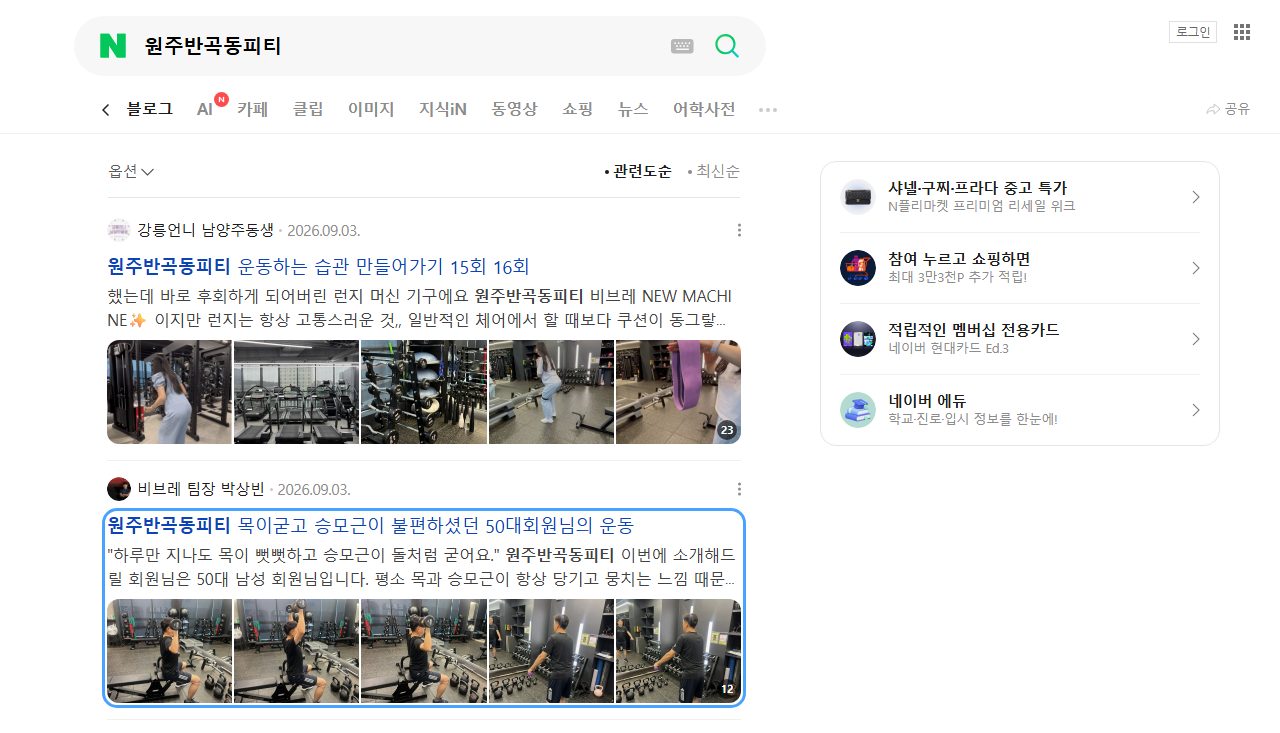 원주반곡동피티
로그인
블로그
AI
N
카페
클립
이미지
지식iN
동영상
쇼핑
뉴스
어학사전
공유
옵션
• 관련도순
• 최신순
강릉언니 남양주동생 · 2026.09.03.
원주반곡동피티 운동하는 습관 만들어가기 15회 16회
했는데 바로 후회하게 되어버린 런지 머신 기구에요 원주반곡동피티 비브레 NEW MACHI
NE✨ 이지만 런지는 항상 고통스러운 것,, 일반적인 체어에서 할 때보다 쿠션이 동그랗...
23
비브레 팀장 박상빈 · 2026.09.03.
원주반곡동피티 목이굳고 승모근이 불편하셨던 50대회원님의 운동
"하루만 지나도 목이 뻣뻣하고 승모근이 돌처럼 굳어요." 원주반곡동피티 이번에 소개해드
릴 회원님은 50대 남성 회원님입니다. 평소 목과 승모근이 항상 당기고 뭉치는 느낌 때문...
12
샤넬·구찌·프라다 중고 특가
N플리마켓 프리미엄 리세일 위크
참여 누르고 쇼핑하면
최대 3만3천P 추가 적립!
적립적인 멤버십 전용카드
네이버 현대카드 Ed.3
네이버 에듀
학교·진로·입시 정보를 한눈에!